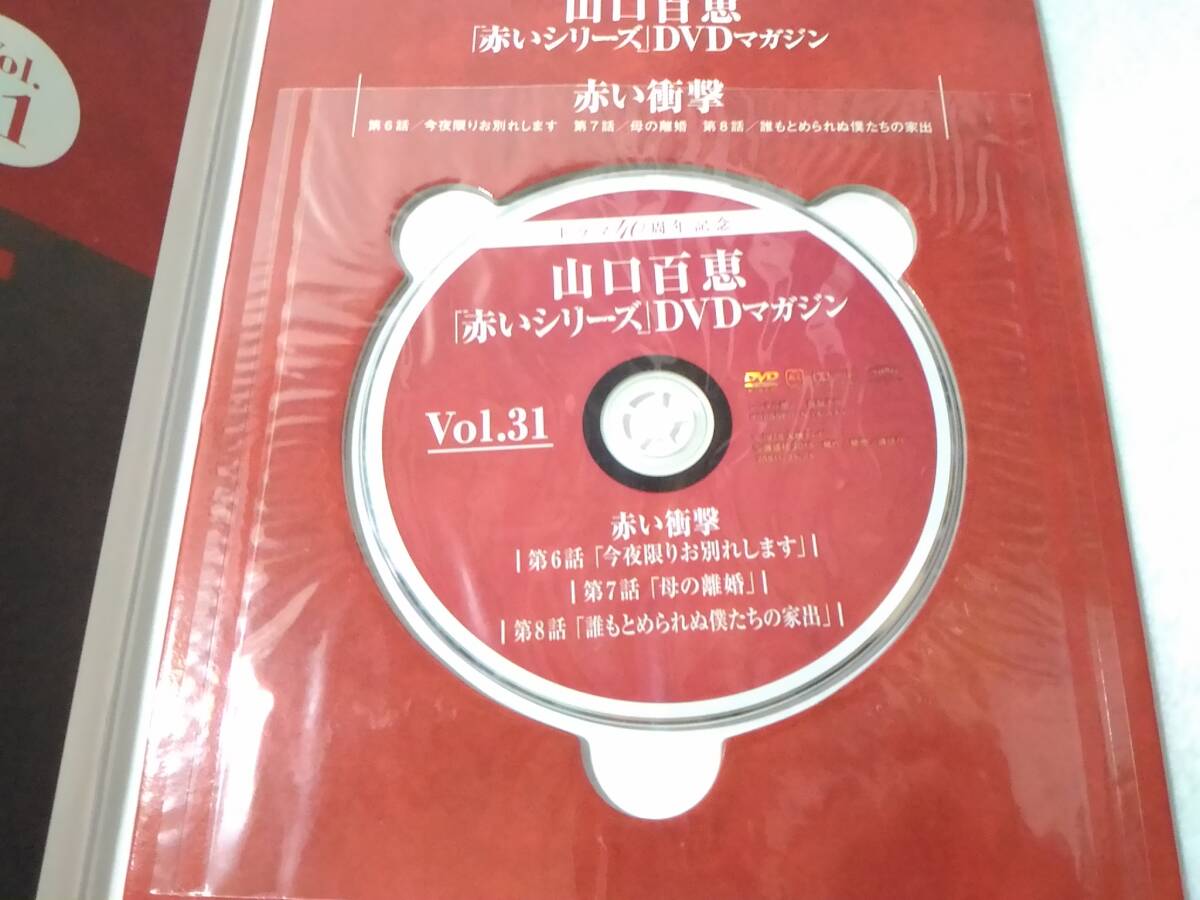 Vol.
1
山口百恵
「赤いシリーズ」DVDマガジン
赤い衝撃
第6話/今夜限りお別れします 第7話/母の離婚 第8話/誰もとめられぬ僕たちの家出
ドラマ40周年記念
山口百恵
「赤いシリーズ」DVDマガジン
DVD
Vol.31
赤い衝撃
第6話「今夜限りお別れします」
第7話「母の離婚」
第8話「誰もとめられぬ僕たちの家出」